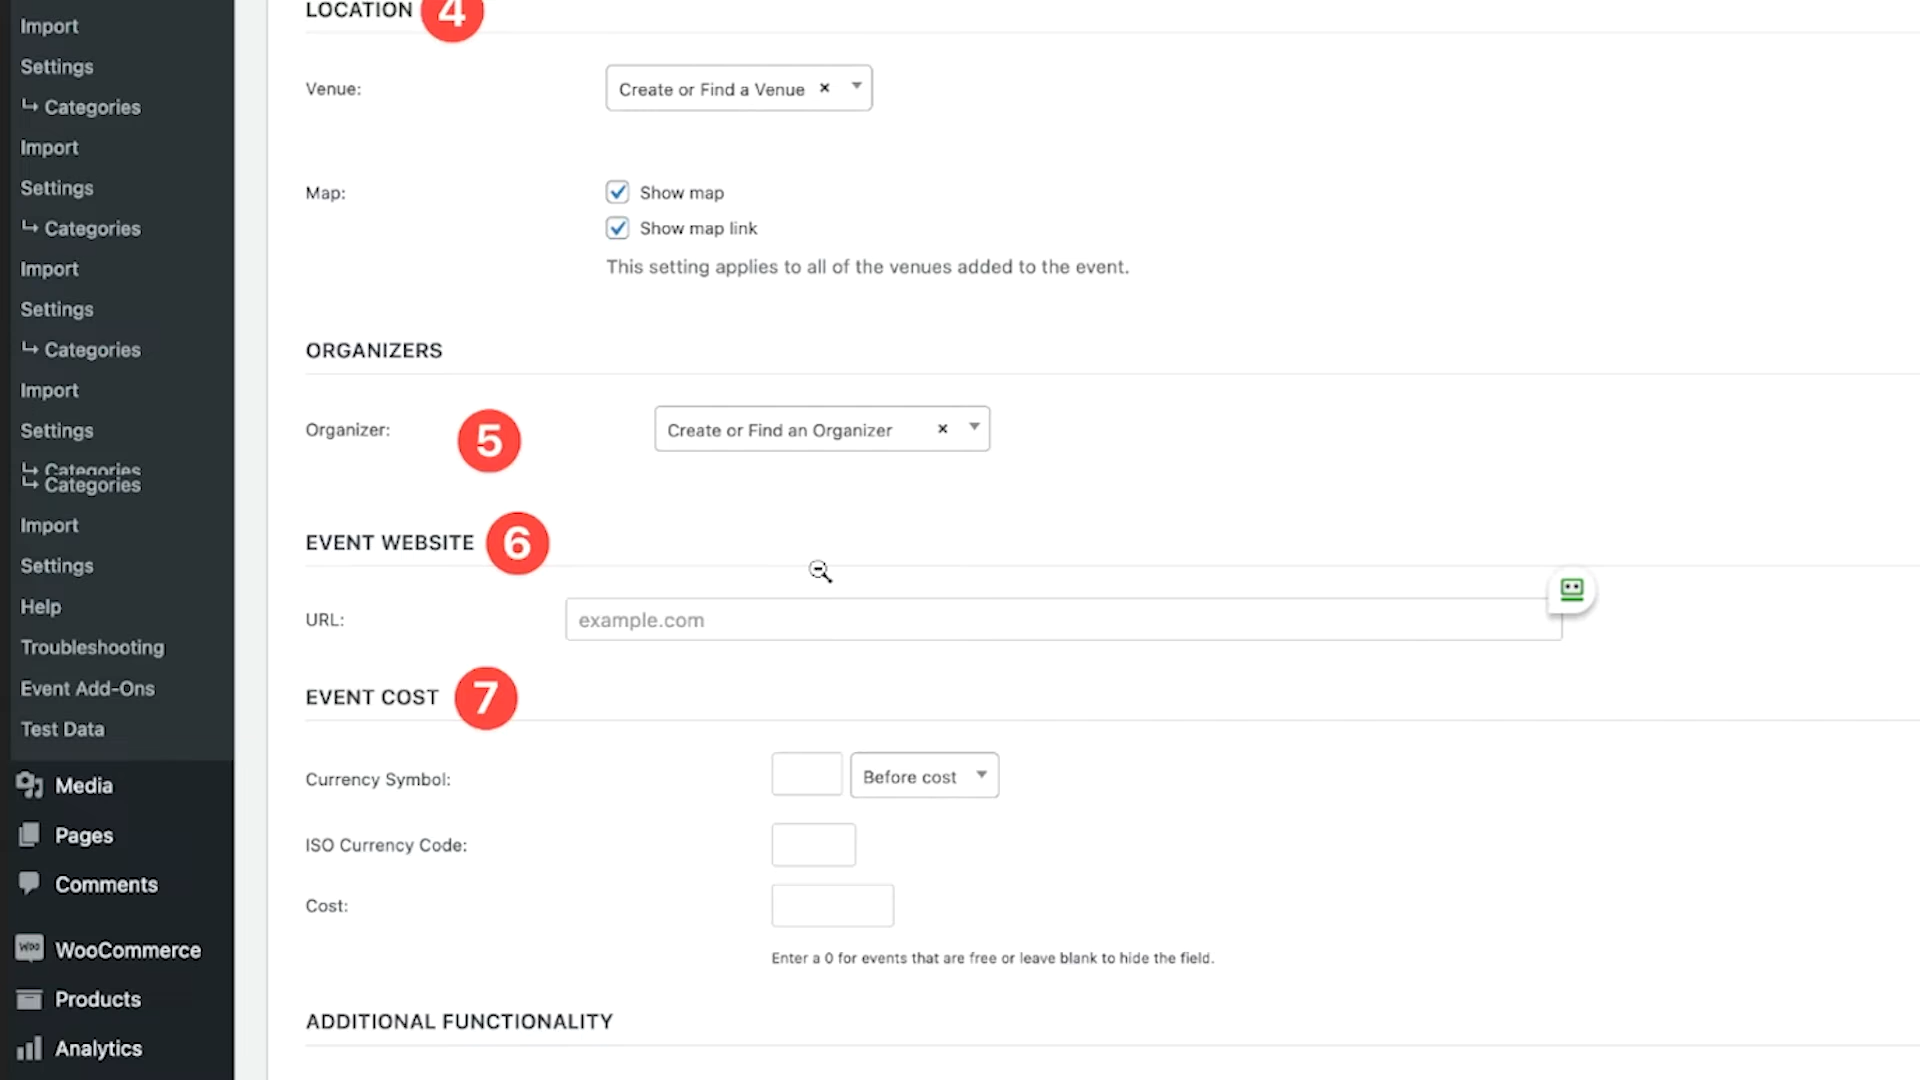 Import
Settings
↳ Categories
Import
Settings
↳ Categories
Import
Settings
↳ Categories
Import
Settings
↳ Categories
↳ Categories
Import
Settings
Help
Troubleshooting
Event Add-Ons
Test Data
Media
Pages
Comments
Woo WooCommerce
Products
Analytics
LOCATION 4
Venue: Create or Find a Venue ×
Map: Show map
Show map link
This setting applies to all of the venues added to the event.
ORGANIZERS
Organizer: 5 Create or Find an Organizer ×
EVENT WEBSITE 6
URL: example.com
EVENT COST 7
Currency Symbol: Before cost
ISO Currency Code:
Cost:
Enter a 0 for events that are free or leave blank to hide the field.
ADDITIONAL FUNCTIONALITY